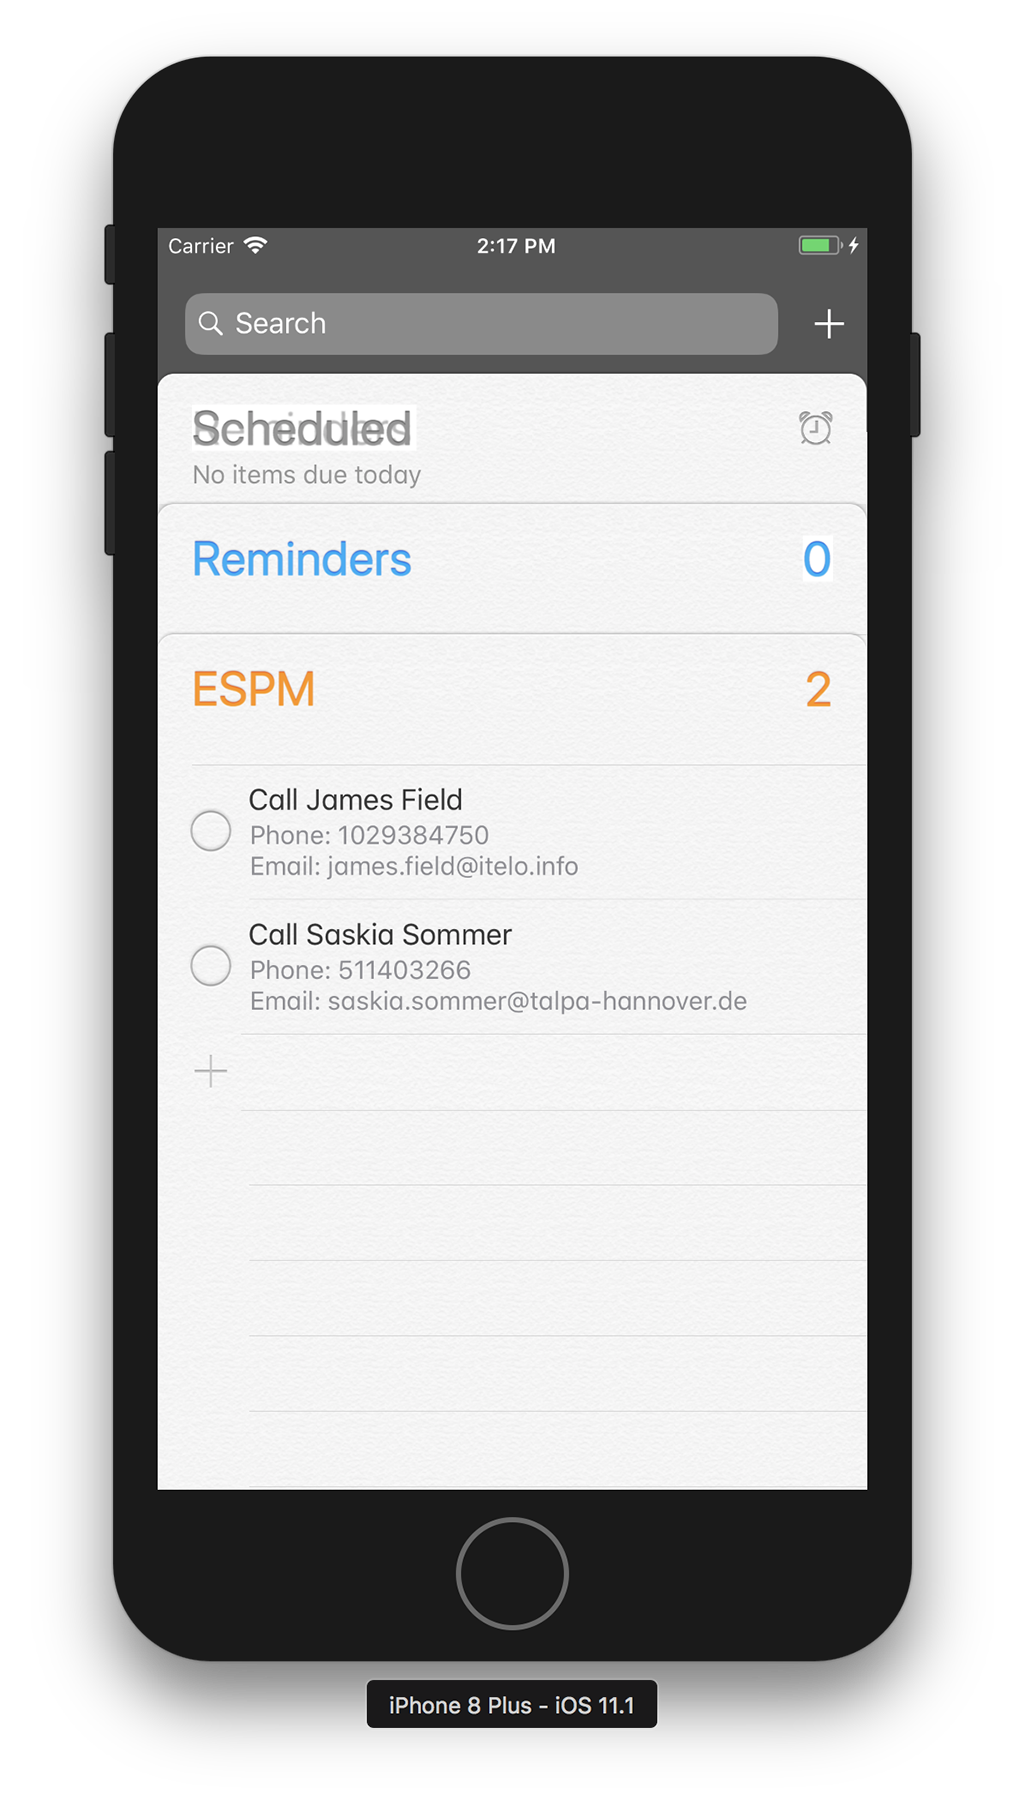 Carrier 2:17 PM
Search
Scheduled
No items due today
Reminders 0
ESPM 2
Call James Field
Phone: 1029384750
Email: james.field@itelo.info
Call Saskia Sommer
Phone: 511403266
Email: saskia.sommer@talpa-hannover.de
iPhone 8 Plus - iOS 11.1